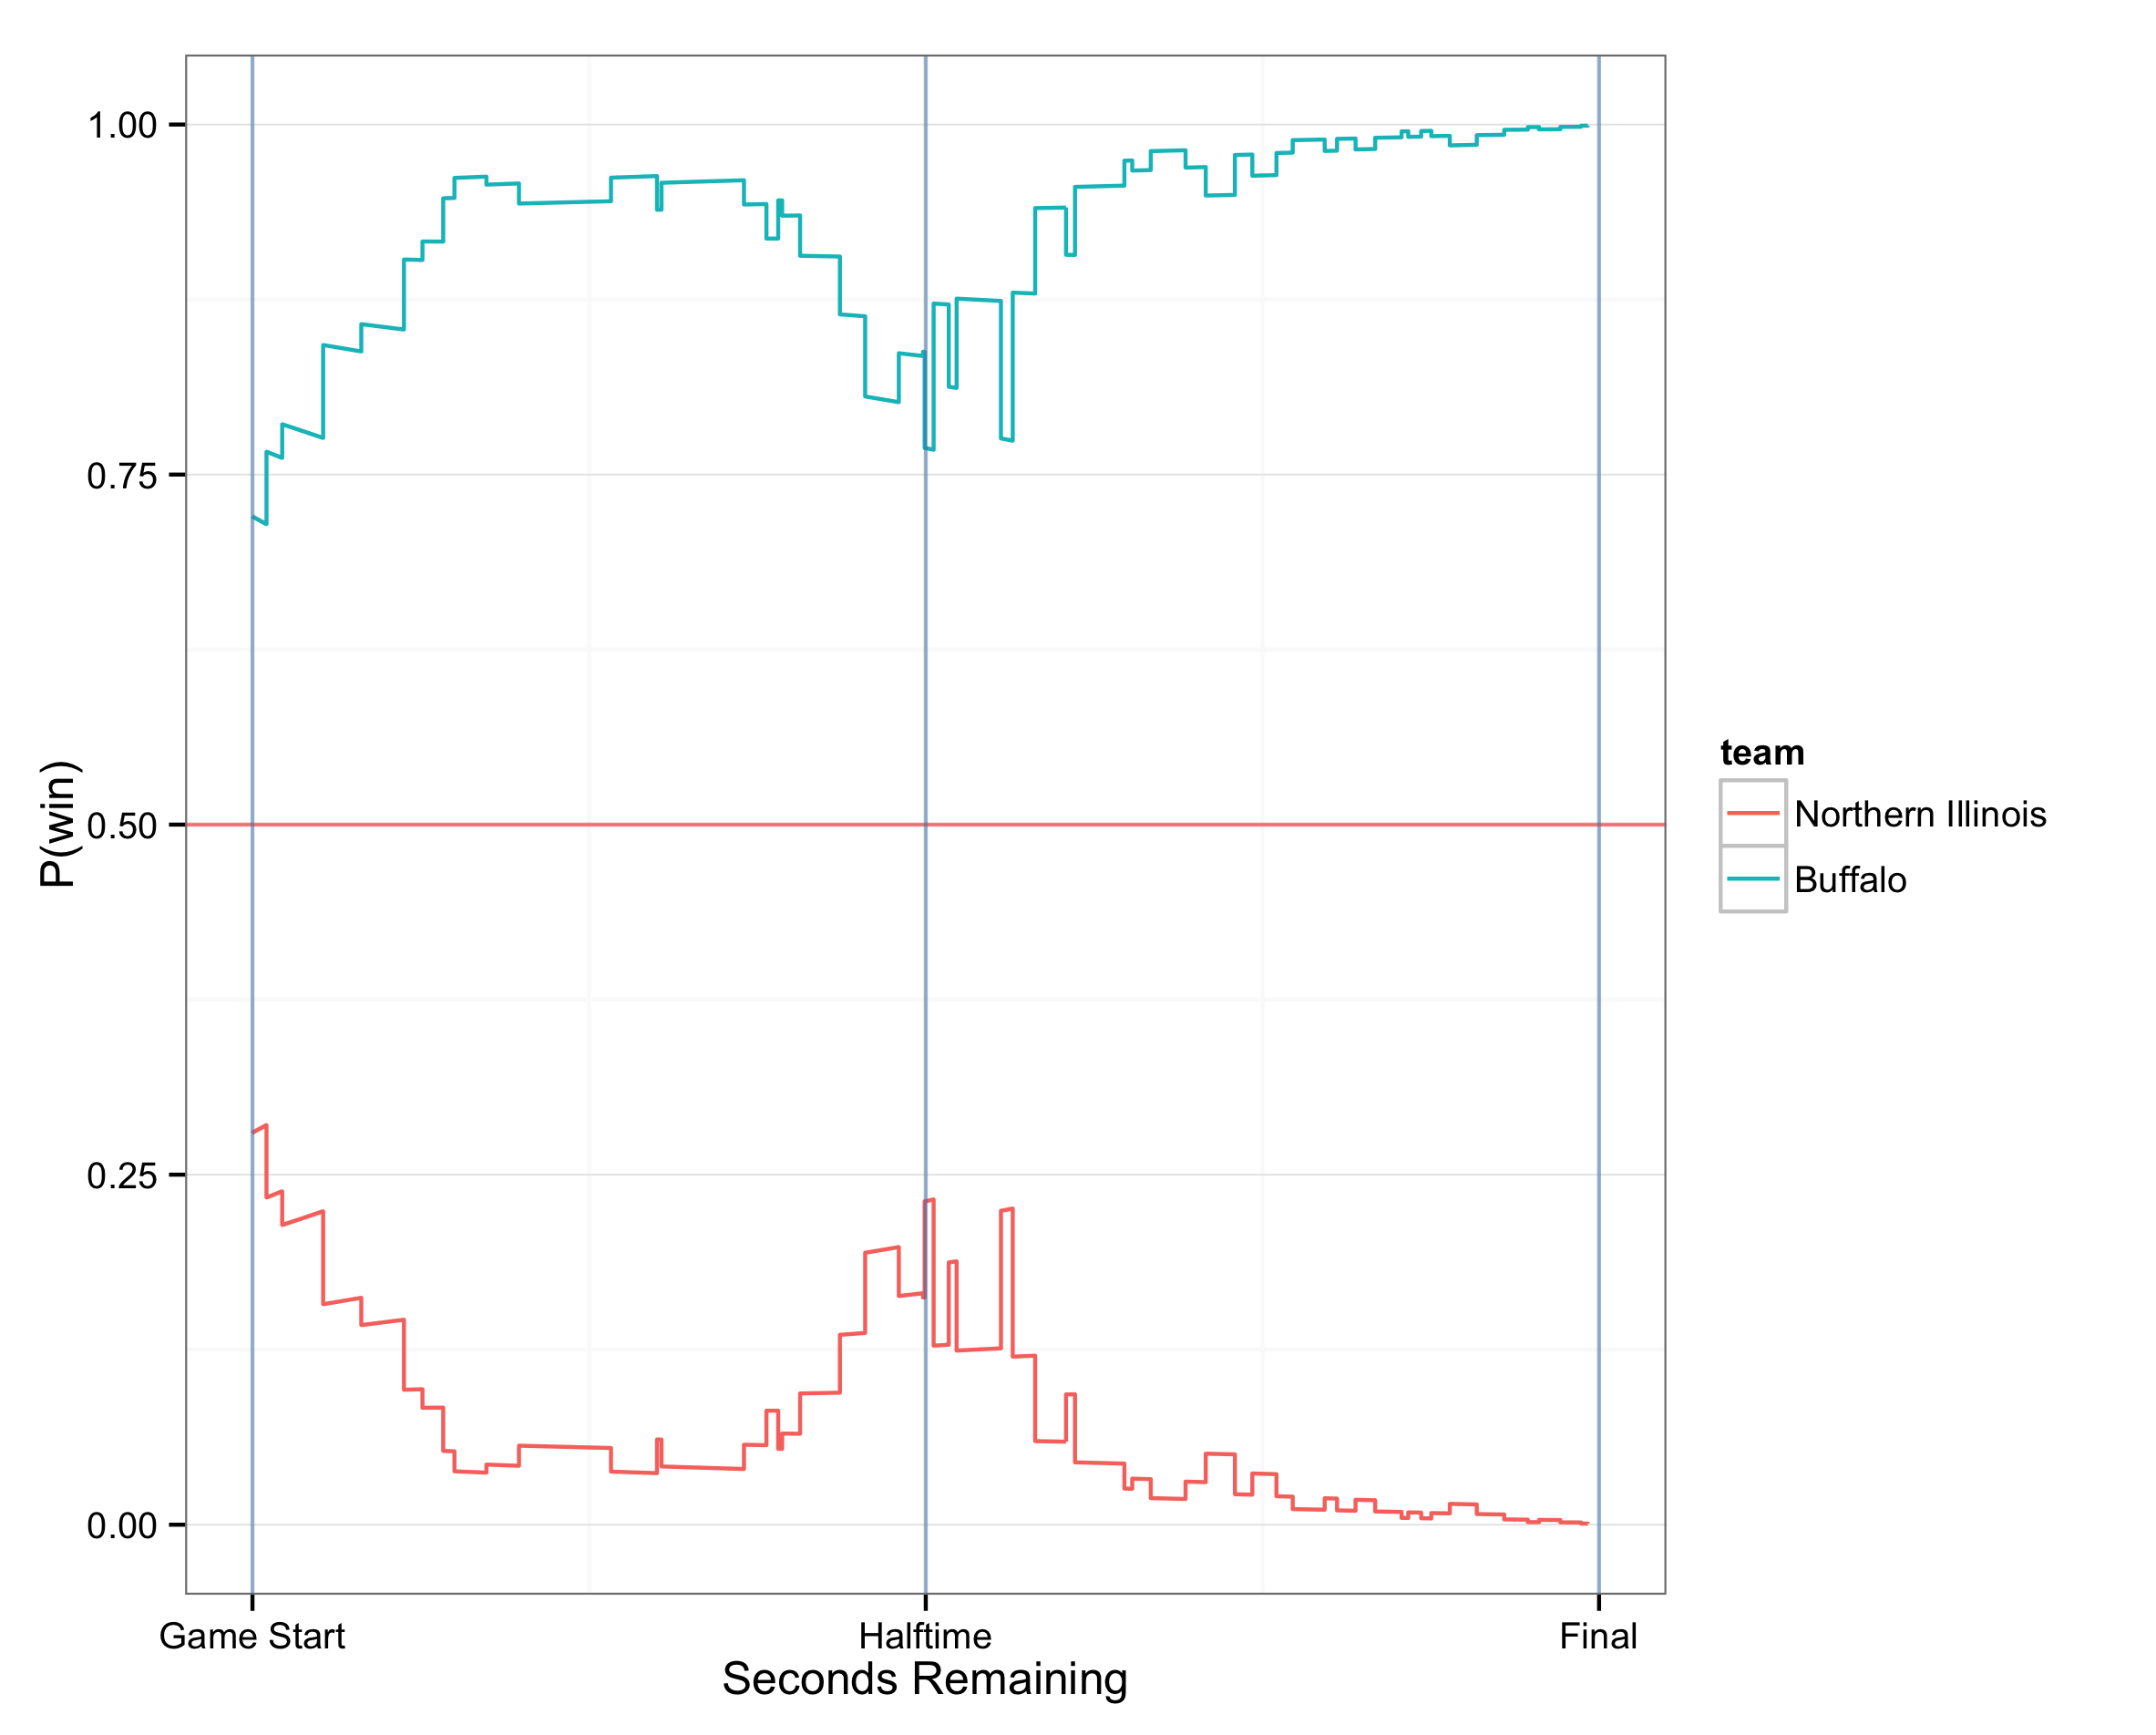 1.00
0.75
0.50
0.25
0.00
P(win)
Game Start
Halftime
Final
Seconds Remaining
team
Northern Illinois
Buffalo